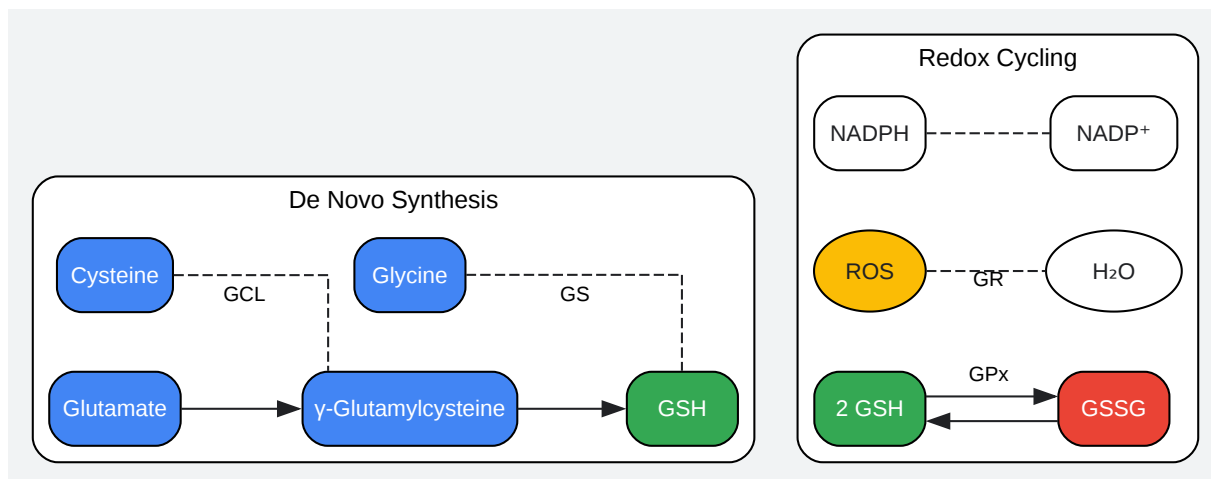 De Novo Synthesis
Cysteine
Glycine
GCL
GS
Glutamate
γ-Glutamylcysteine
GSH
Redox Cycling
NADPH
NADP⁺
ROS
GR
H₂O
GPx
2 GSH
GSSG